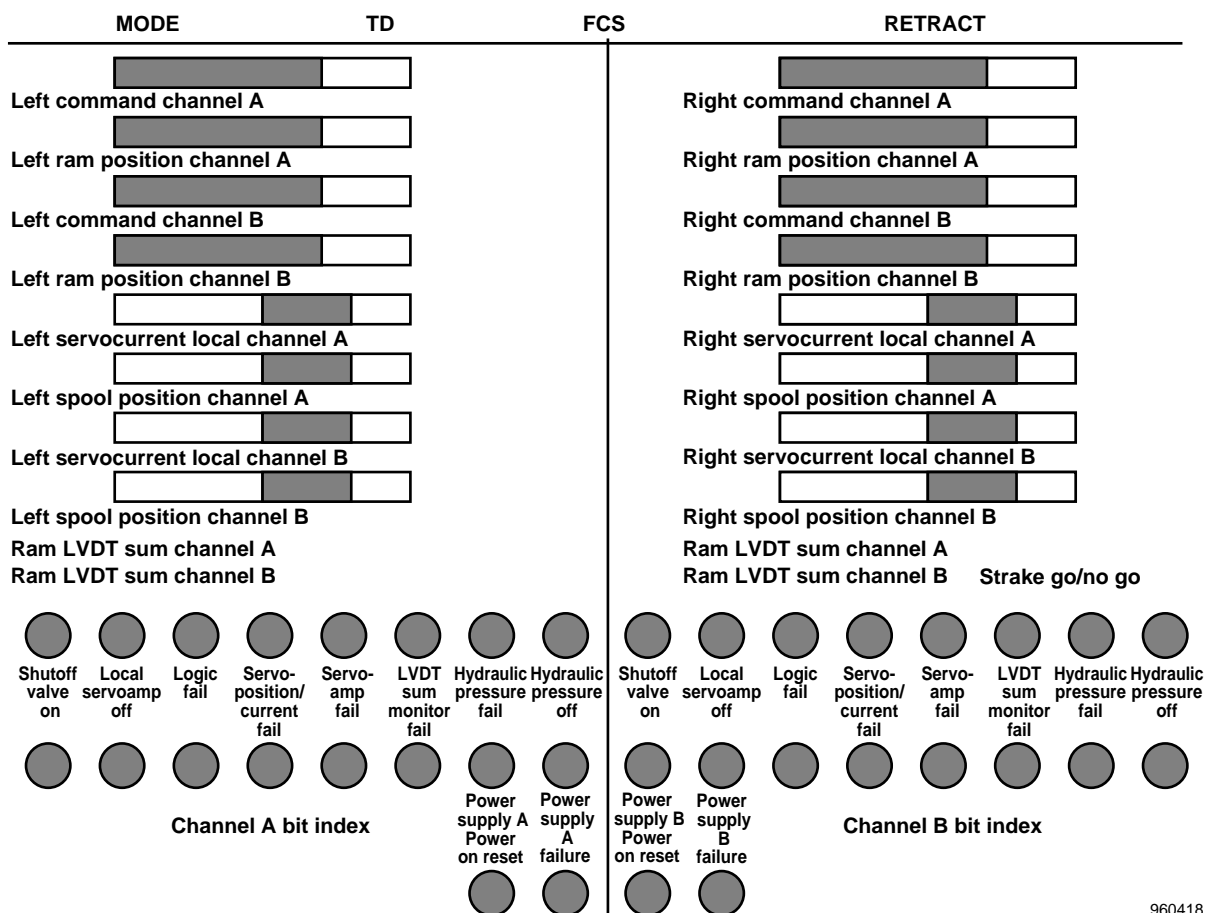 MODE TD FCS RETRACT
Left command channel A
Right command channel A
Left ram position channel A
Right ram position channel A
Left command channel B
Right command channel B
Left ram position channel B
Right ram position channel B
Left servocurrent local channel A
Right servocurrent local channel A
Left spool position channel A
Right spool position channel A
Left servocurrent local channel B
Right servocurrent local channel B
Left spool position channel B
Right spool position channel B
Ram LVDT sum channel A
Ram LVDT sum channel A
Ram LVDT sum channel B
Ram LVDT sum channel B Strake go/no go
Shutoff
valve
on
Local
servoamp
off
Logic
fail
Servo-
position/
current
fail
Servo-
amp
fail
LVDT
sum
monitor
fail
Hydraulic
pressure
fail
Hydraulic
pressure
off
Shutoff
valve
on
Local
servoamp
off
Logic
fail
Servo-
position/
current
fail
Servo-
amp
fail
LVDT
sum
monitor
fail
Hydraulic
pressure
fail
Hydraulic
pressure
off
Channel A bit index
Power
supply A
Power
on reset
Power
supply
A
failure
Power
supply B
Power
on reset
Power
supply
B
failure
Channel B bit index
960418